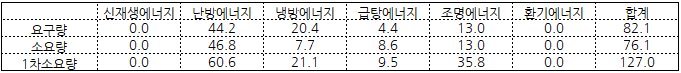 신재생에너지 난방에너지 냉방에너지 급탕에너지 조명에너지 환기에너지 합계
요구량 0.0 44.2 20.4 4.4 13.0 0.0 82.1
소요량 0.0 46.8 7.7 8.6 13.0 0.0 76.1
1차소요량 0.0 60.6 21.1 9.5 35.8 0.0 127.0